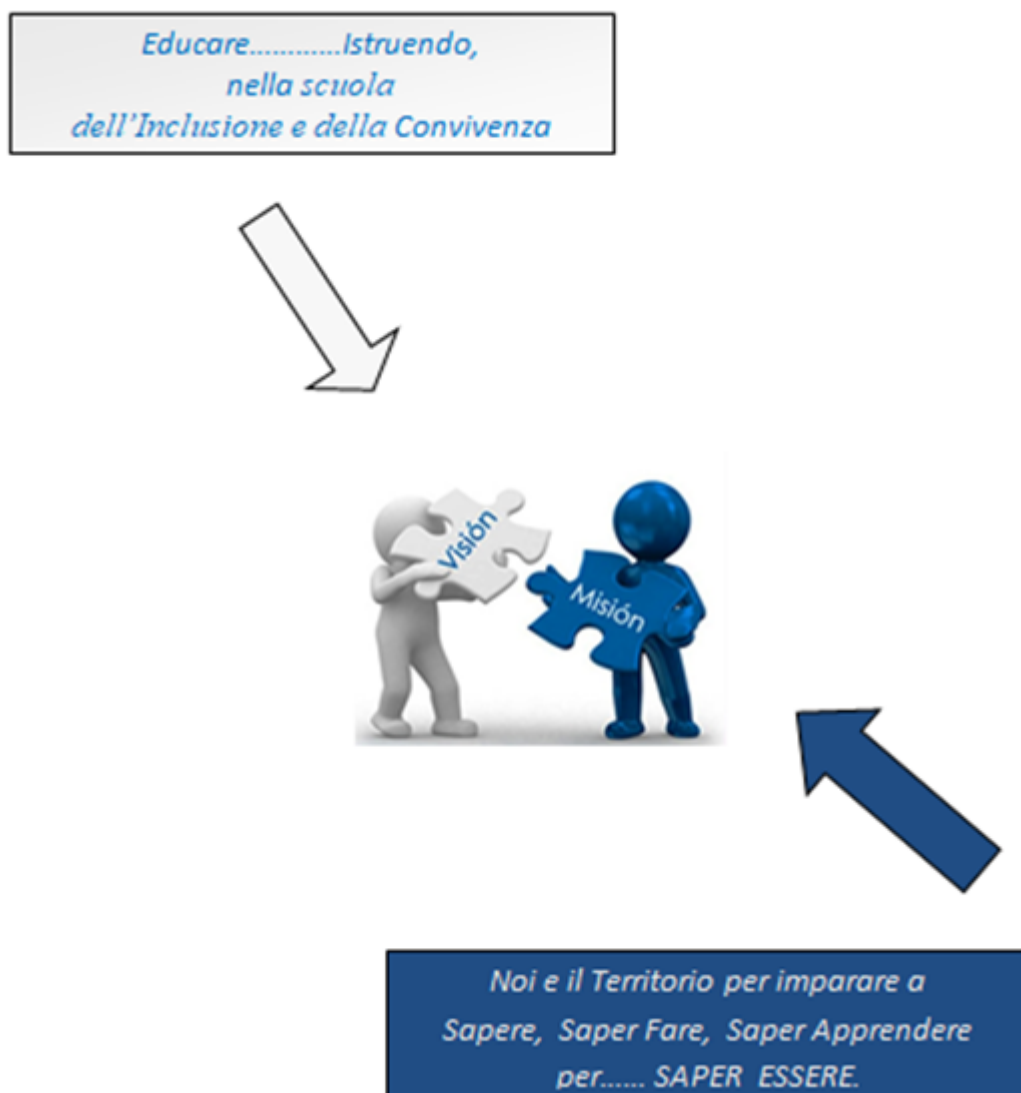 Educare............Istruendo,
nella scuola
dell'Inclusione e della Convivenza
Visión
Misión
Noi e il Territorio per imparare a
Sapere, Saper Fare, Saper Apprendere
per...... SAPER ESSERE.